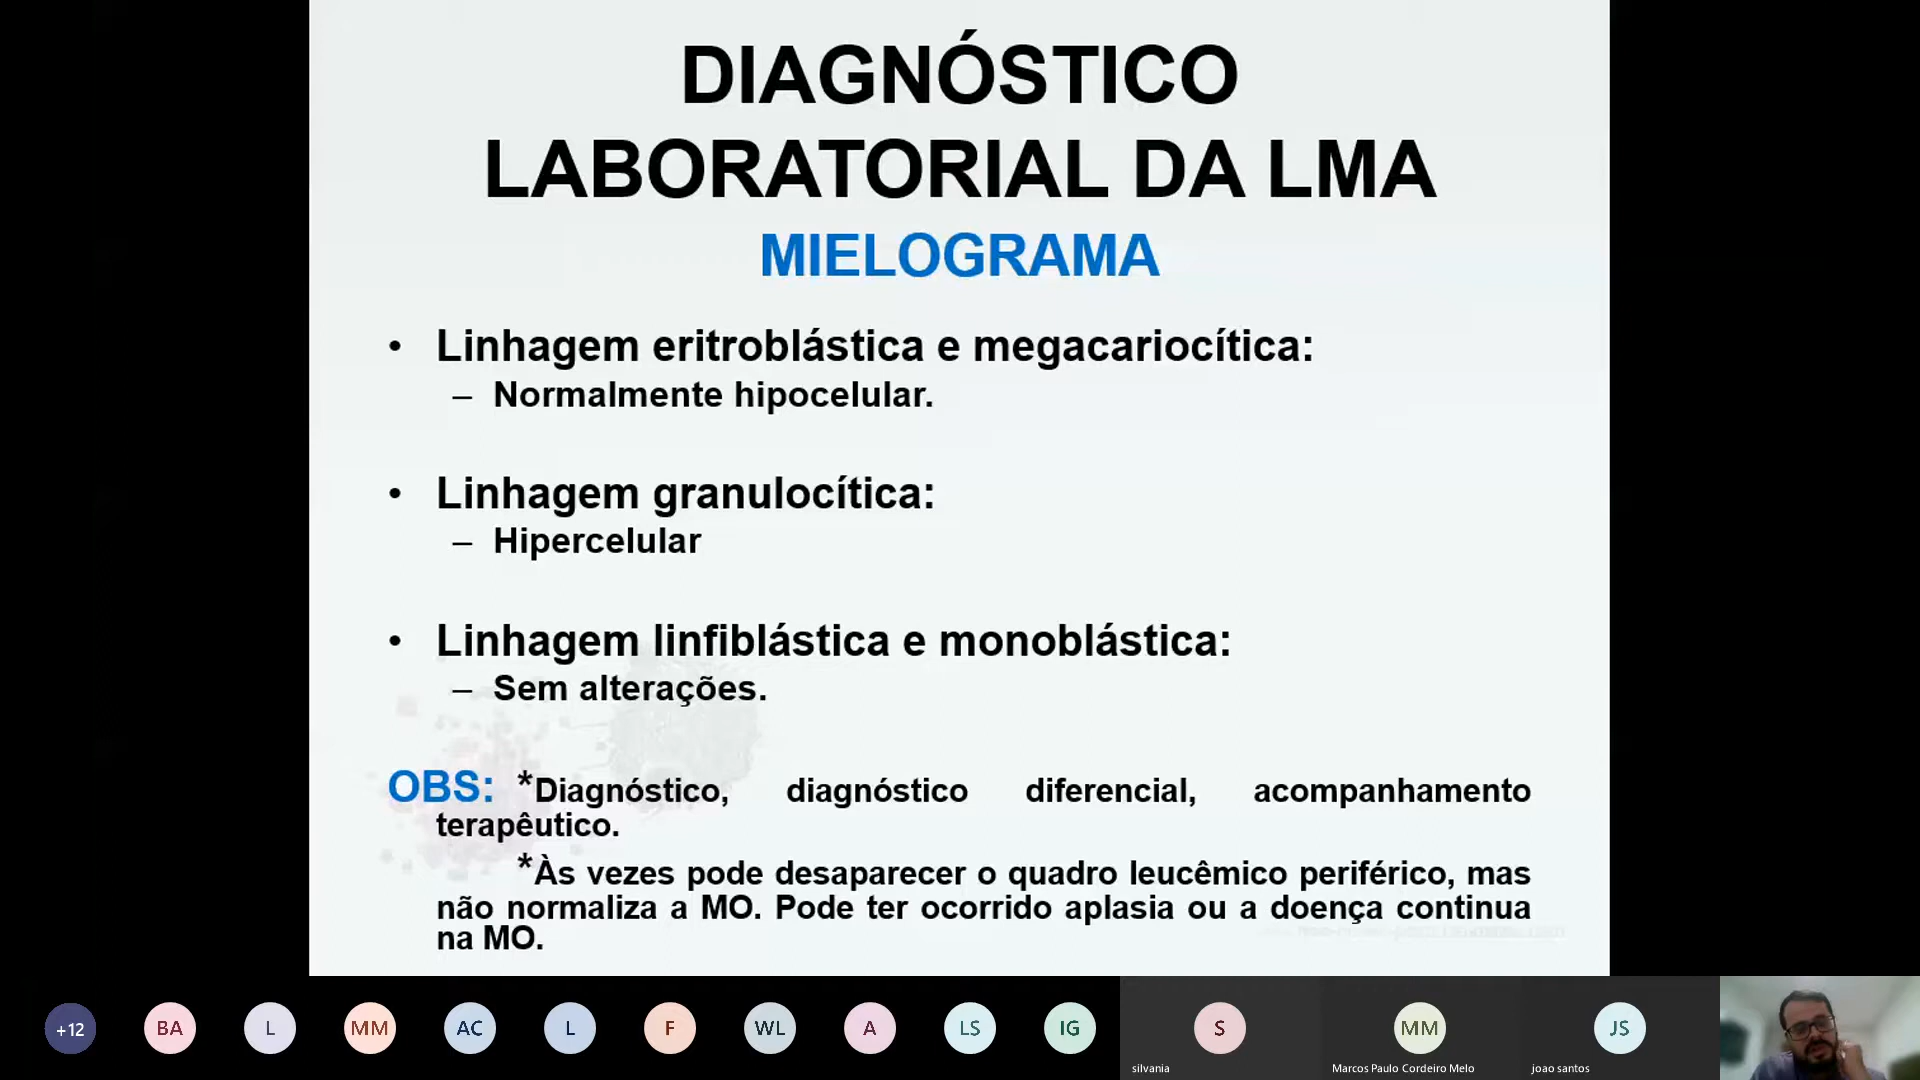 DIAGNÓSTICO
LABORATORIAL DA LMA
MIELOGRAMA
• Linhagem eritroblástica e megacariocítica:
– Normalmente hipocelular.
• Linhagem granulocítica:
– Hipercelular
• Linhagem linfiblástica e monoblástica:
– Sem alterações.
OBS: *Diagnóstico, diagnóstico diferencial, acompanhamento
terapêutico.
*Às vezes pode desaparecer o quadro leucêmico periférico, mas
não normaliza a MO. Pode ter ocorrido aplasia ou a doença continua
na MO.
+12 BA L MM AC L F WL A LS IG S MM JS
silvania Marcos Paulo Cordeiro Melo joao santos